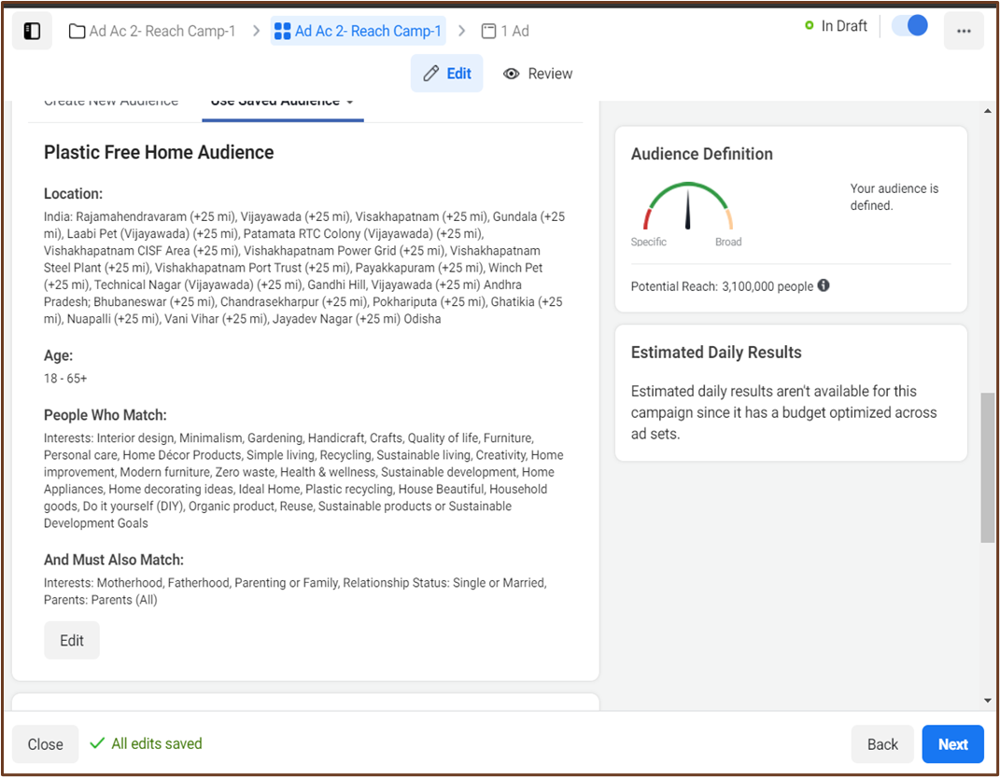 Ad Ac 2- Reach Camp-1
Ad Ac 2- Reach Camp-1
1 Ad
In Draft
Edit
Review
Create New Audience
Use Saved Audience
Plastic Free Home Audience
Location:
India: Rajamahendravaram (+25 mi), Vijayawada (+25 mi), Visakhapatnam (+25 mi), Gundala (+25
mi), Laabi Pet (Vijayawada) (+25 mi), Patamata RTC Colony (Vijayawada) (+25 mi),
Vishakhapatnam CISF Area (+25 mi), Vishakhapatnam Power Grid (+25 mi), Vishakhapatnam
Steel Plant (+25 mi), Vishakhapatnam Port Trust (+25 mi), Payakkapuram (+25 mi), Winch Pet
(+25 mi), Technical Nagar (Vijayawada) (+25 mi), Gandhi Hill, Vijayawada (+25 mi) Andhra
Pradesh; Bhubaneswar (+25 mi), Chandrasekharpur (+25 mi), Pokhariputa (+25 mi), Ghatikia (+25
mi), Nuapalli (+25 mi), Vani Vihar (+25 mi), Jayadev Nagar (+25 mi) Odisha
Age:
18 - 65+
People Who Match:
Interests: Interior design, Minimalism, Gardening, Handicraft, Crafts, Quality of life, Furniture,
Personal care, Home Décor Products, Simple living, Recycling, Sustainable living, Creativity, Home
improvement, Modern furniture, Zero waste, Health & wellness, Sustainable development, Home
Appliances, Home decorating ideas, Ideal Home, Plastic recycling, House Beautiful, Household
goods, Do it yourself (DIY), Organic product, Reuse, Sustainable products or Sustainable
Development Goals
And Must Also Match:
Interests: Motherhood, Fatherhood, Parenting or Family, Relationship Status: Single or Married,
Parents: Parents (All)
Edit
Audience Definition
Your audience is
defined.
Specific
Broad
Potential Reach: 3,100,000 people
Estimated Daily Results
Estimated daily results aren't available for this
campaign since it has a budget optimized across
ad sets.
Close
All edits saved
Back
Next